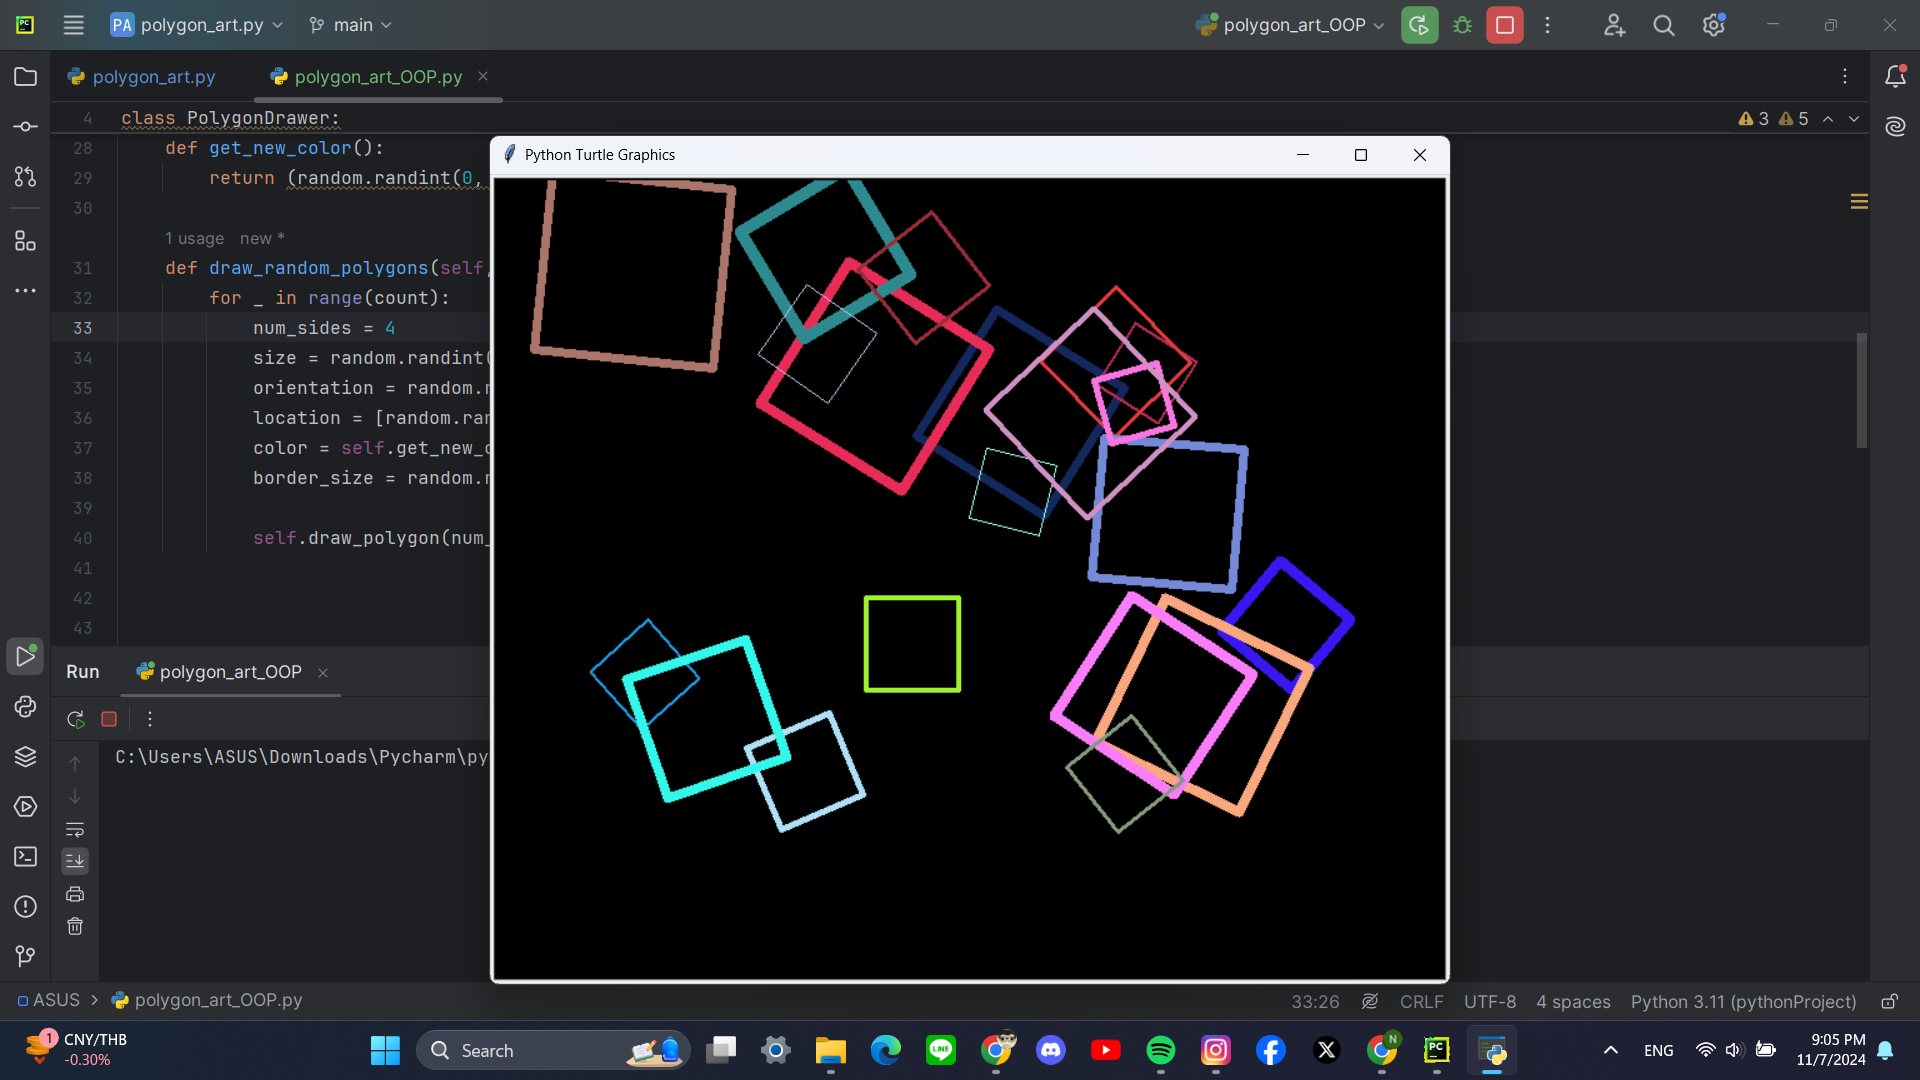 PC
PA polygon_art.py
main
polygon_art_OOP
polygon_art.py
polygon_art_OOP.py
4 class PolygonDrawer:
3 5
28 def get_new_color():
29 return (random.randint(0,
30
1 usage new *
31 def draw_random_polygons(self,
32 for _ in range(count):
33 num_sides = 4
34 size = random.randint(
35 orientation = random.r
36 location = [random.ran
37 color = self.get_new_c
38 border_size = random.r
39
40 self.draw_polygon(num_
41
42
43
Python Turtle Graphics
Run polygon_art_OOP
C:\Users\ASUS\Downloads\Pycharm\py
ASUS > polygon_art_OOP.py
33:26 CRLF UTF-8 4 spaces Python 3.11 (pythonProject)
1 CNY/THB
-0.30%
Search
LINE
N
PC
ENG
9:05 PM
11/7/2024